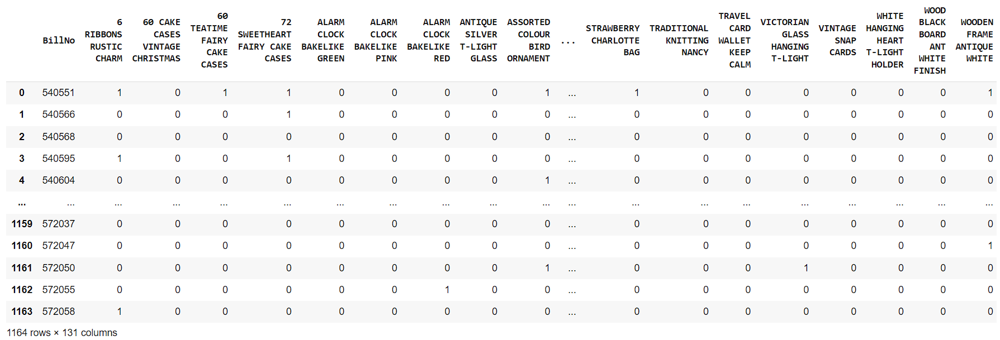 BillNo 6 RIBBONS RUSTIC CHARM 60 CAKE CASES VINTAGE CHRISTMAS 60 TEATIME FAIRY CAKE CASES 72 SWEETHEART FAIRY CAKE CASES ALARM CLOCK BAKELIKE GREEN ALARM CLOCK BAKELIKE PINK ALARM CLOCK BAKELIKE RED ANTIQUE SILVER T-LIGHT GLASS ASSORTED COLOUR BIRD ORNAMENT ... STRAWBERRY CHARLOTTE BAG TRADITIONAL KNITTING NANCY TRAVEL CARD WALLET KEEP CALM VICTORIAN GLASS HANGING T-LIGHT VINTAGE SNAP CARDS WHITE HANGING HEART T-LIGHT HOLDER WOOD BLACK BOARD ANT WHITE FINISH WOODEN FRAME ANTIQUE WHITE
0 540551 1 0 1 1 0 0 0 0 1 ... 1 0 0 0 0 0 0 1
1 540566 0 0 0 1 0 0 0 0 0 ... 0 0 0 0 0 0 0 0
2 540568 0 0 0 0 0 0 0 0 0 ... 0 0 0 0 0 0 0 0
3 540595 1 0 0 1 0 0 0 0 0 ... 0 0 0 0 0 0 0 0
4 540604 0 0 0 0 0 0 0 0 1 ... 0 0 0 0 0 0 0 0
... ... ... ... ... ... ... ... ... ... ... ... ... ... ... ... ... ... ... ...
1159 572037 0 0 0 0 0 0 0 0 0 ... 0 0 0 0 0 0 0 0
1160 572047 0 0 0 0 0 0 0 0 0 ... 0 0 0 0 0 0 0 1
1161 572050 0 0 0 0 0 0 0 0 1 ... 0 0 0 1 0 0 0 0
1162 572055 0 0 0 0 0 0 1 0 0 ... 0 0 0 0 0 0 0 0
1163 572058 1 0 0 0 0 0 0 0 0 ... 0 0 0 0 0 0 0 0
1164 rows × 131 columns